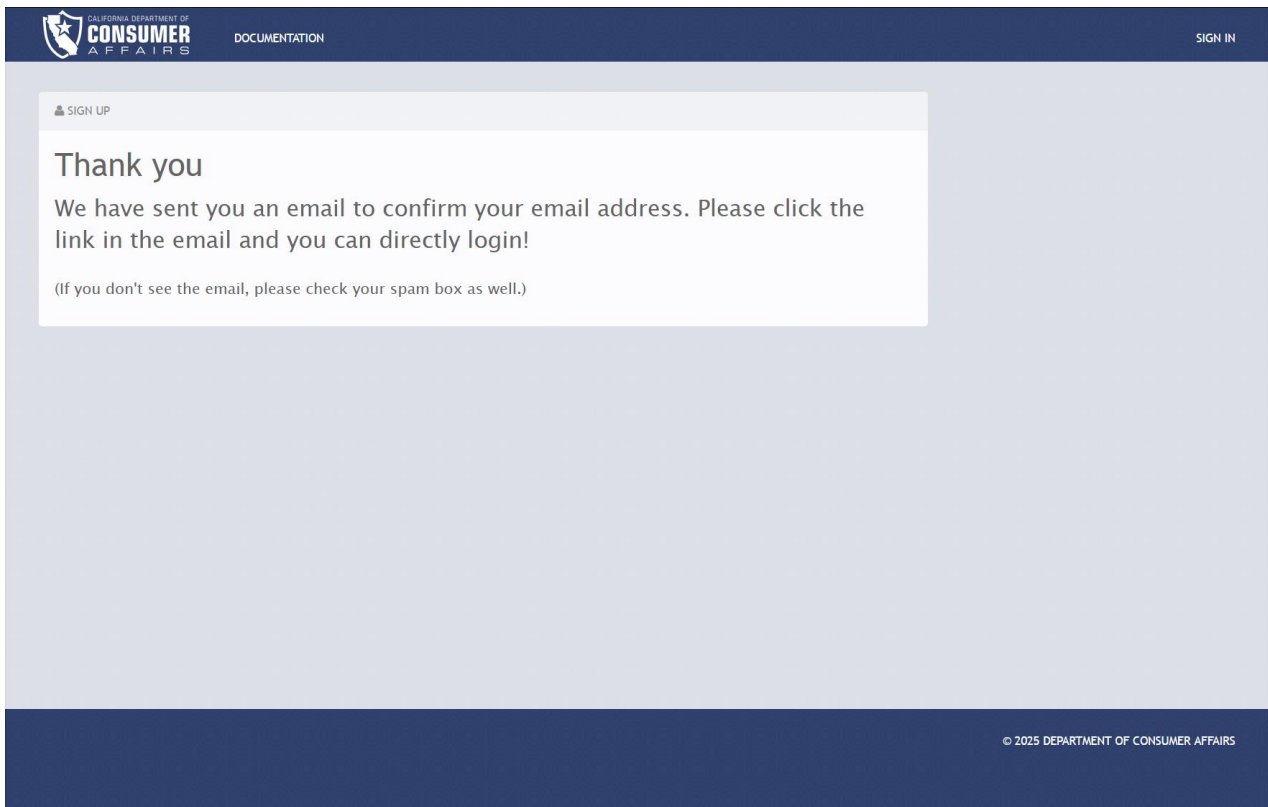 CALIFORNIA DEPARTMENT OF
CONSUMER
AFFAIRS
DOCUMENTATION
SIGN IN
SIGN UP
Thank you
We have sent you an email to confirm your email address. Please click the
link in the email and you can directly login!
(If you don't see the email, please check your spam box as well.)
© 2025 DEPARTMENT OF CONSUMER AFFAIRS